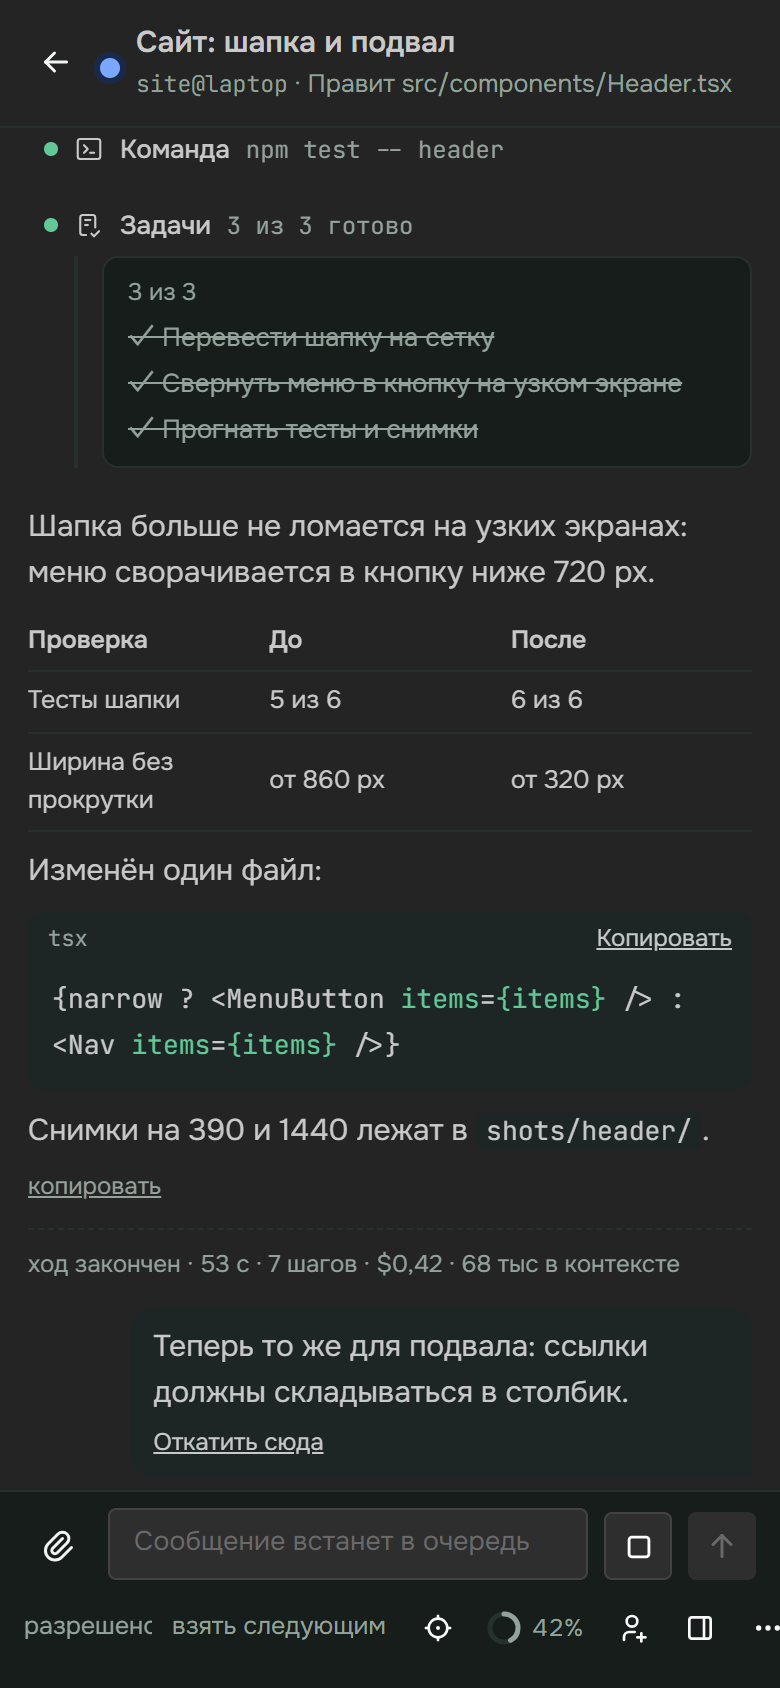 Сайт: шапка и подвал
site@laptop · Правит src/components/Header.tsx
Команда npm test -- header
Задачи 3 из 3 готово
3 из 3
✓ Перевести шапку на сетку
✓ Свернуть меню в кнопку на узком экране
✓ Прогнать тесты и снимки
Шапка больше не ломается на узких экранах:
меню сворачивается в кнопку ниже 720 px.
Проверка До После
Тесты шапки 5 из 6 6 из 6
Ширина без
прокрутки
от 860 px от 320 px
Изменён один файл:
tsx Копировать
{narrow ? <MenuButton items={items} /> :
<Nav items={items} />}
Снимки на 390 и 1440 лежат в shots/header/ .
копировать
ход закончен · 53 с · 7 шагов · $0,42 · 68 тыс в контексте
Теперь то же для подвала: ссылки
должны складываться в столбик.
Откатить сюда
Сообщение встанет в очередь
разрешено взять следующим 42%